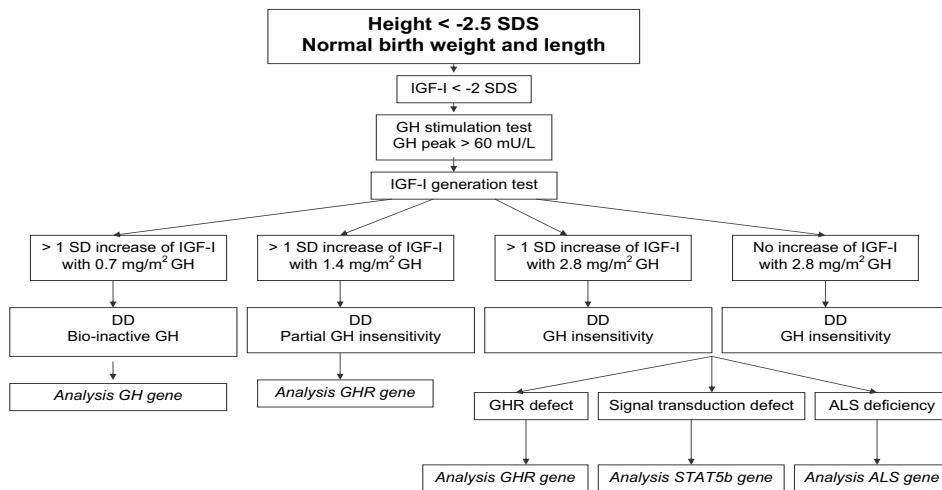 Height < -2.5 SDS
Normal birth weight and length
IGF-I < -2 SDS
GH stimulation test
GH peak > 60 mU/L
IGF-I generation test
> 1 SD increase of IGF-I
with 0.7 mg/m² GH
> 1 SD increase of IGF-I
with 1.4 mg/m² GH
> 1 SD increase of IGF-I
with 2.8 mg/m² GH
No increase of IGF-I
with 2.8 mg/m² GH
DD
Bio-inactive GH
DD
Partial GH insensitivity
DD
GH insensitivity
DD
GH insensitivity
Analysis GH gene
Analysis GHR gene
GHR defect
Signal transduction defect
ALS deficiency
Analysis GHR gene
Analysis STAT5b gene
Analysis ALS gene